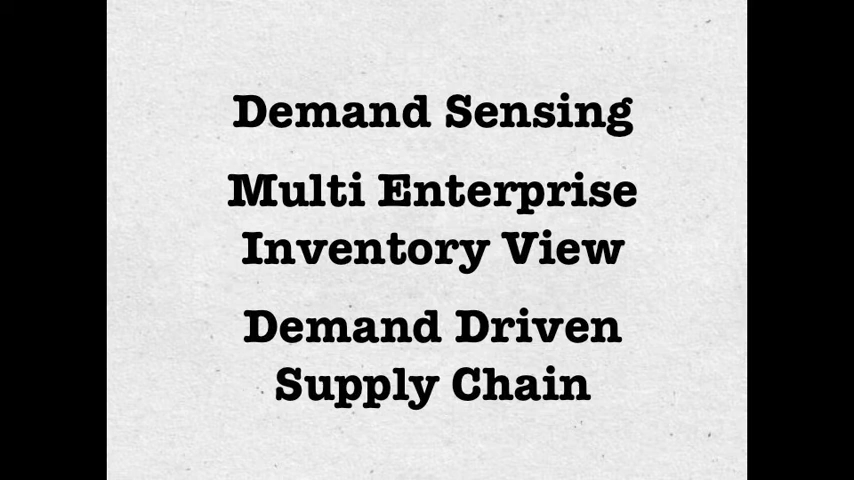 Demand Sensing
Multi Enterprise
Inventory View
Demand Driven
Supply Chain